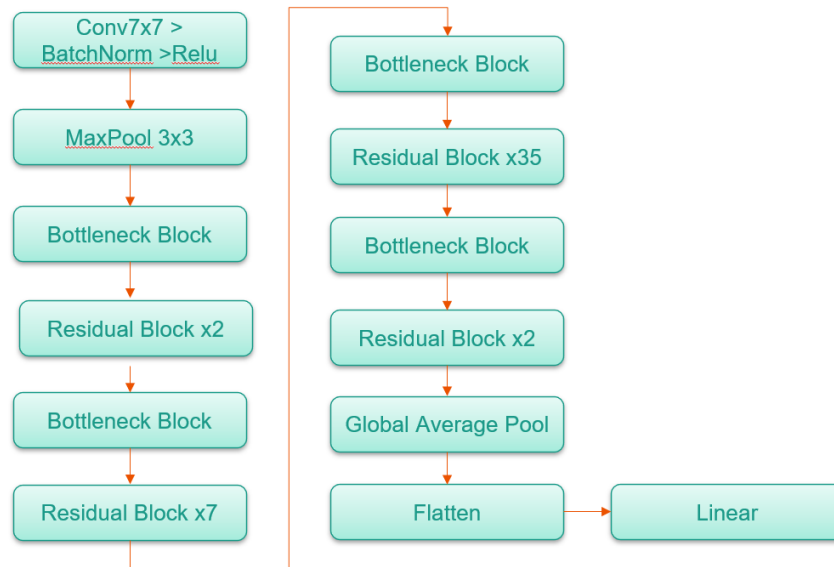 Conv7x7 >
BatchNorm >Relu
MaxPool 3x3
Bottleneck Block
Residual Block x2
Bottleneck Block
Residual Block x7
Bottleneck Block
Residual Block x35
Bottleneck Block
Residual Block x2
Global Average Pool
Flatten
Linear